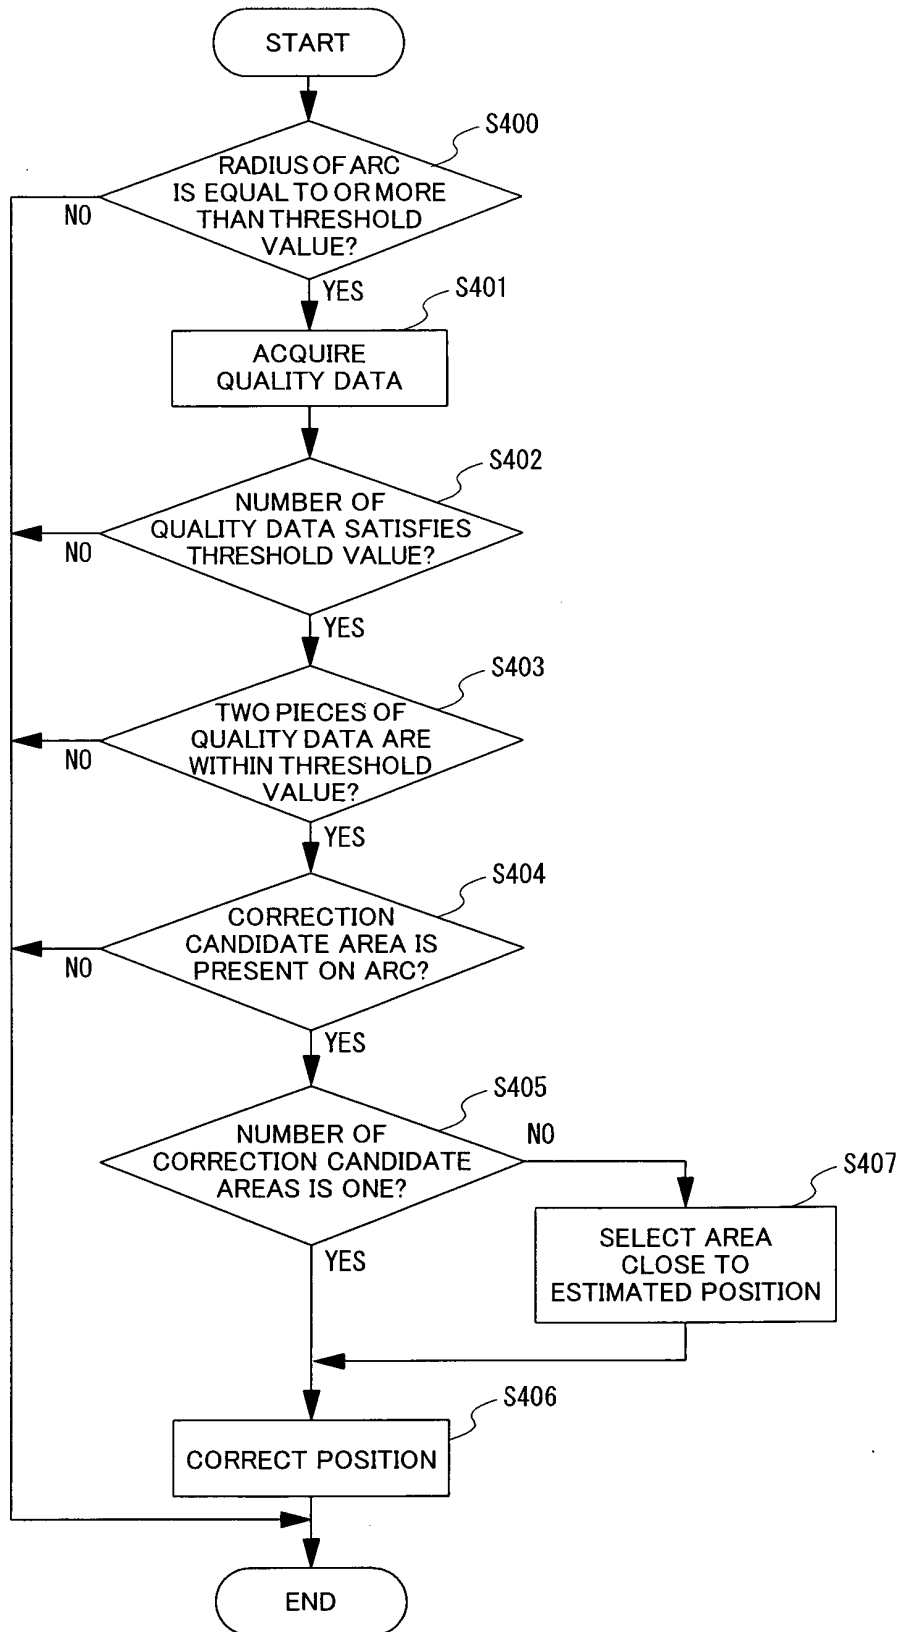 START
S400
RADIUS OF ARC
IS EQUAL TO OR MORE
THAN THRESHOLD
VALUE?
NO
YES
S401
ACQUIRE
QUALITY DATA
S402
NUMBER OF
QUALITY DATA SATISFIES
THRESHOLD VALUE?
NO
YES
S403
TWO PIECES OF
QUALITY DATA ARE
WITHIN THRESHOLD
VALUE?
NO
YES
S404
CORRECTION
CANDIDATE AREA IS
PRESENT ON ARC?
NO
YES
S405
NUMBER OF
CORRECTION CANDIDATE
AREAS IS ONE?
NO
YES
S407
SELECT AREA
CLOSE TO
ESTIMATED POSITION
S406
CORRECT POSITION
END